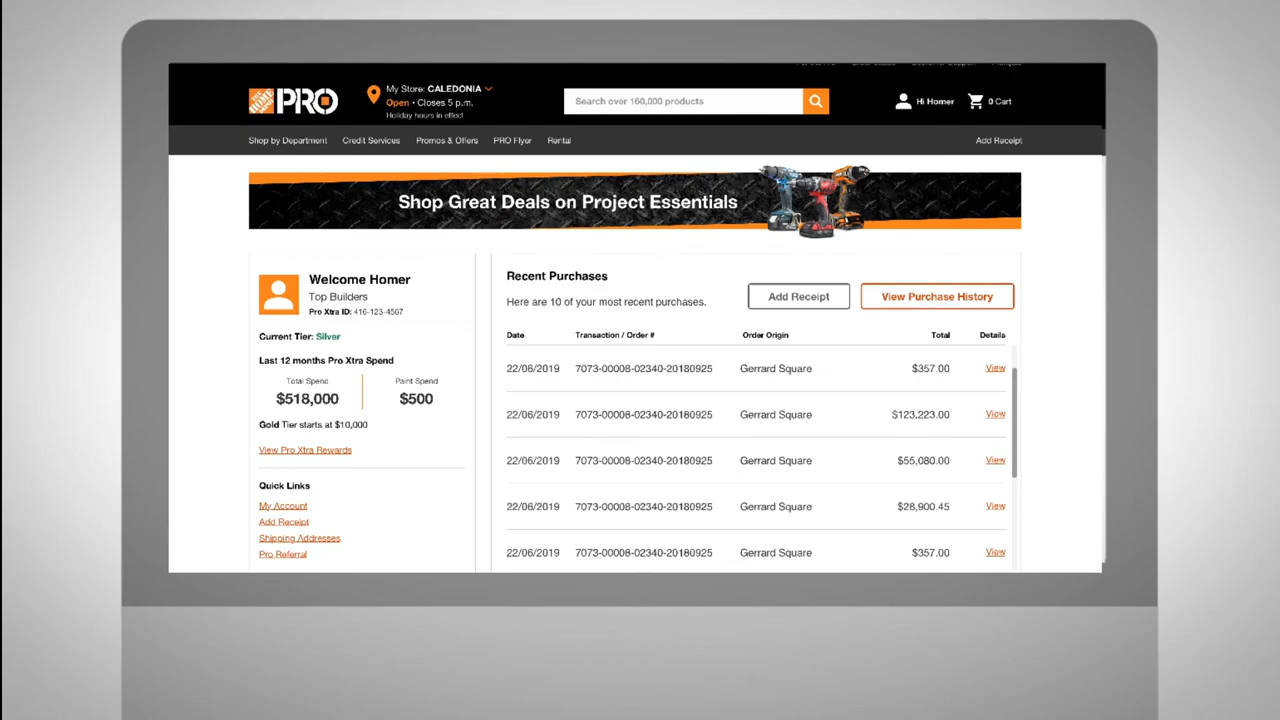 THE HOME DEPOT PRO
My Store: CALEDONIA
Open • Closes 5 p.m.
Holiday hours in effect
Search over 160,000 products
Hi Homer
0 Cart
Shop by Department
Credit Services
Promos & Offers
PRO Flyer
Rental
Add Receipt
Shop Great Deals on Project Essentials
Welcome Homer
Top Builders
Pro Xtra ID: 416-123-4567
Current Tier: Silver
Last 12 months Pro Xtra Spend
Total Spend
Paint Spend
$518,000
$500
Gold Tier starts at $10,000
View Pro Xtra Rewards
Quick Links
My Account
Add Receipt
Shipping Addresses
Pro Referral
Recent Purchases
Here are 10 of your most recent purchases.
Add Receipt
View Purchase History
Date Transaction / Order # Order Origin Total Details
22/06/2019 7073-00008-02340-20180925 Gerrard Square $357.00 View
22/06/2019 7073-00008-02340-20180925 Gerrard Square $123,223.00 View
22/06/2019 7073-00008-02340-20180925 Gerrard Square $55,080.00 View
22/06/2019 7073-00008-02340-20180925 Gerrard Square $28,900.45 View
22/06/2019 7073-00008-02340-20180925 Gerrard Square $357.00 View